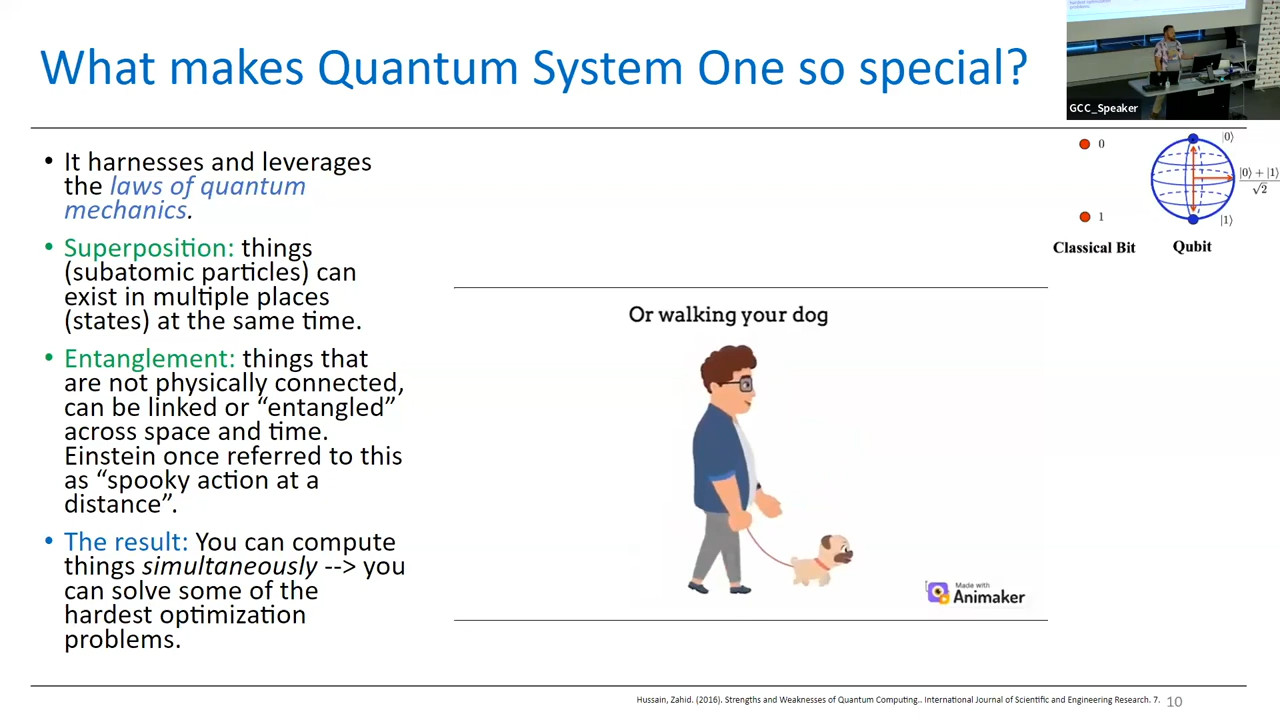 What makes Quantum System One so special?
GCC_Speaker
• It harnesses and leverages
the laws of quantum
mechanics.
• Superposition: things
(subatomic particles) can
exist in multiple places
(states) at the same time.
• Entanglement: things that
are not physically connected,
can be linked or “entangled”
across space and time.
Einstein once referred to this
as “spooky action at a
distance”.
• The result: You can compute
things simultaneously --> you
can solve some of the
hardest optimization
problems.
0
1
Classical Bit
|0⟩
|0⟩ + |1⟩
√2
|1⟩
Qubit
Or walking your dog
Made with
Animaker
Hussain, Zahid. (2016). Strengths and Weaknesses of Quantum Computing.. International Journal of Scientific and Engineering Research. 7.
10
hardest optimization
problems.